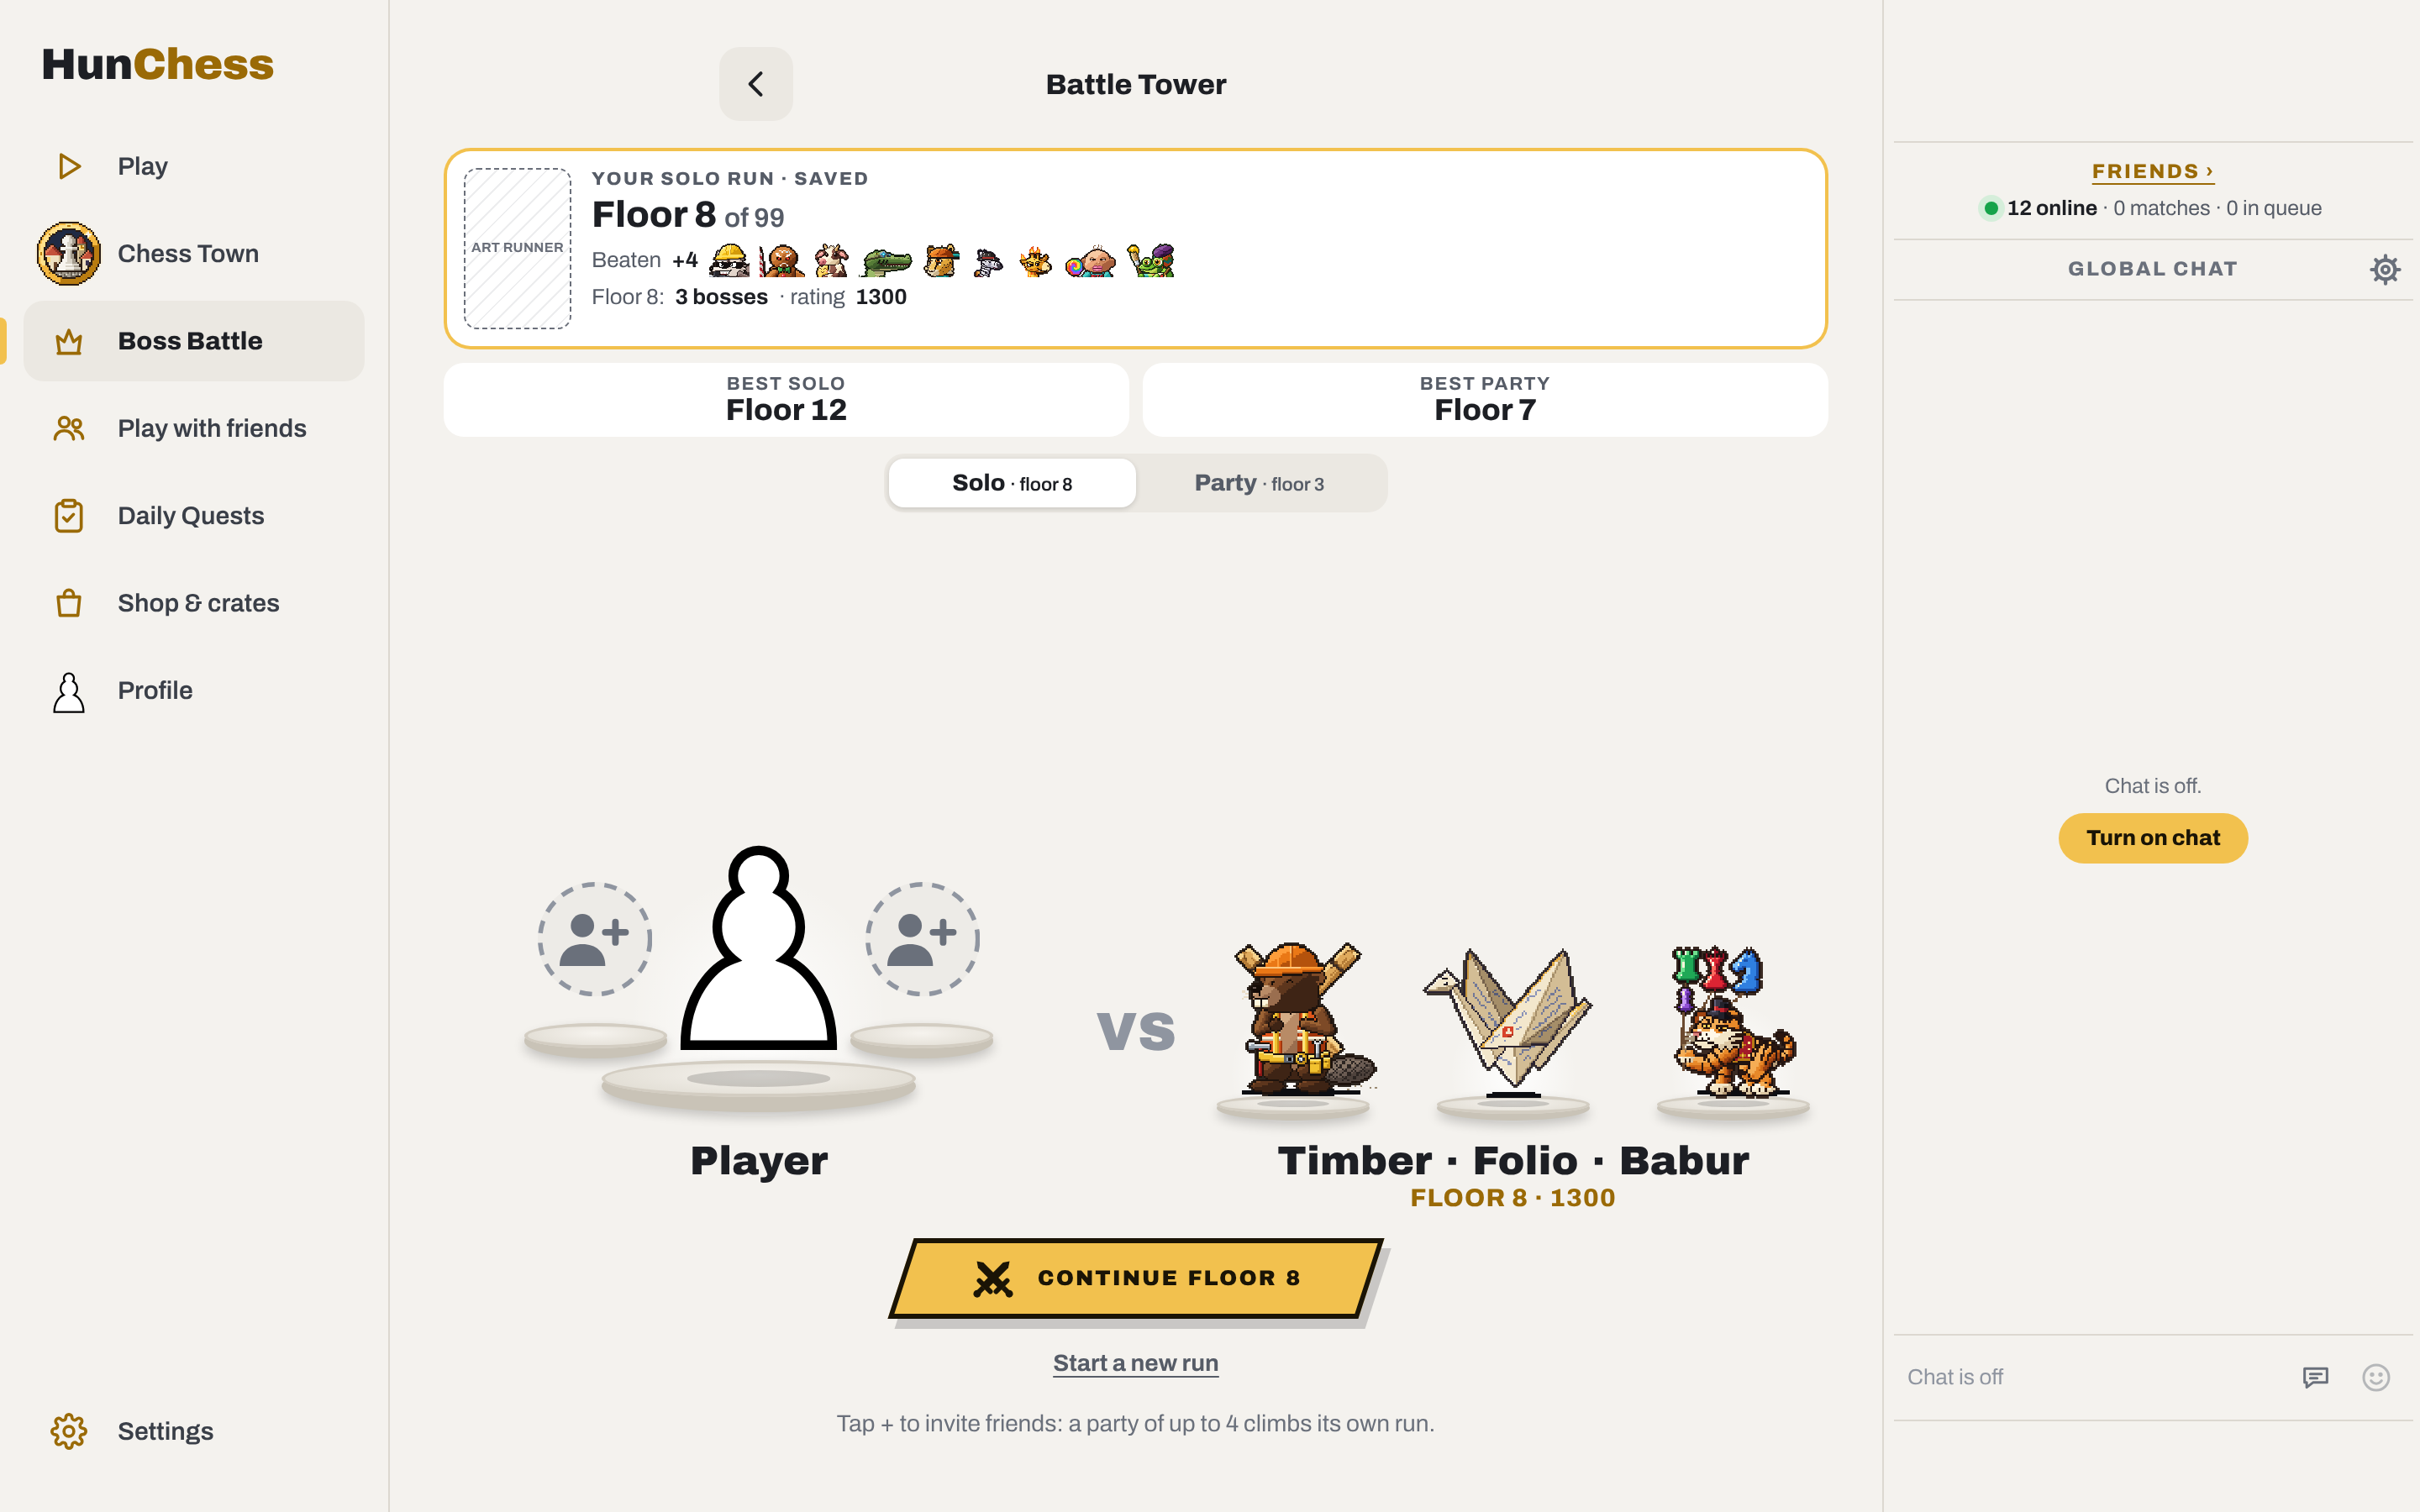 HunChess
Play
Chess Town
Boss Battle
Play with friends
Daily Quests
Shop & crates
Profile
Settings
Battle Tower
ART RUNNER
YOUR SOLO RUN · SAVED
Floor 8 of 99
Beaten +4
Floor 8: 3 bosses · rating 1300
BEST SOLO
Floor 12
BEST PARTY
Floor 7
Solo · floor 8
Party · floor 3
VS
Player
Timber · Folio · Babur
FLOOR 8 · 1300
CONTINUE FLOOR 8
Start a new run
Tap + to invite friends: a party of up to 4 climbs its own run.
FRIENDS ›
12 online · 0 matches · 0 in queue
GLOBAL CHAT
Chat is off.
Turn on chat
Chat is off